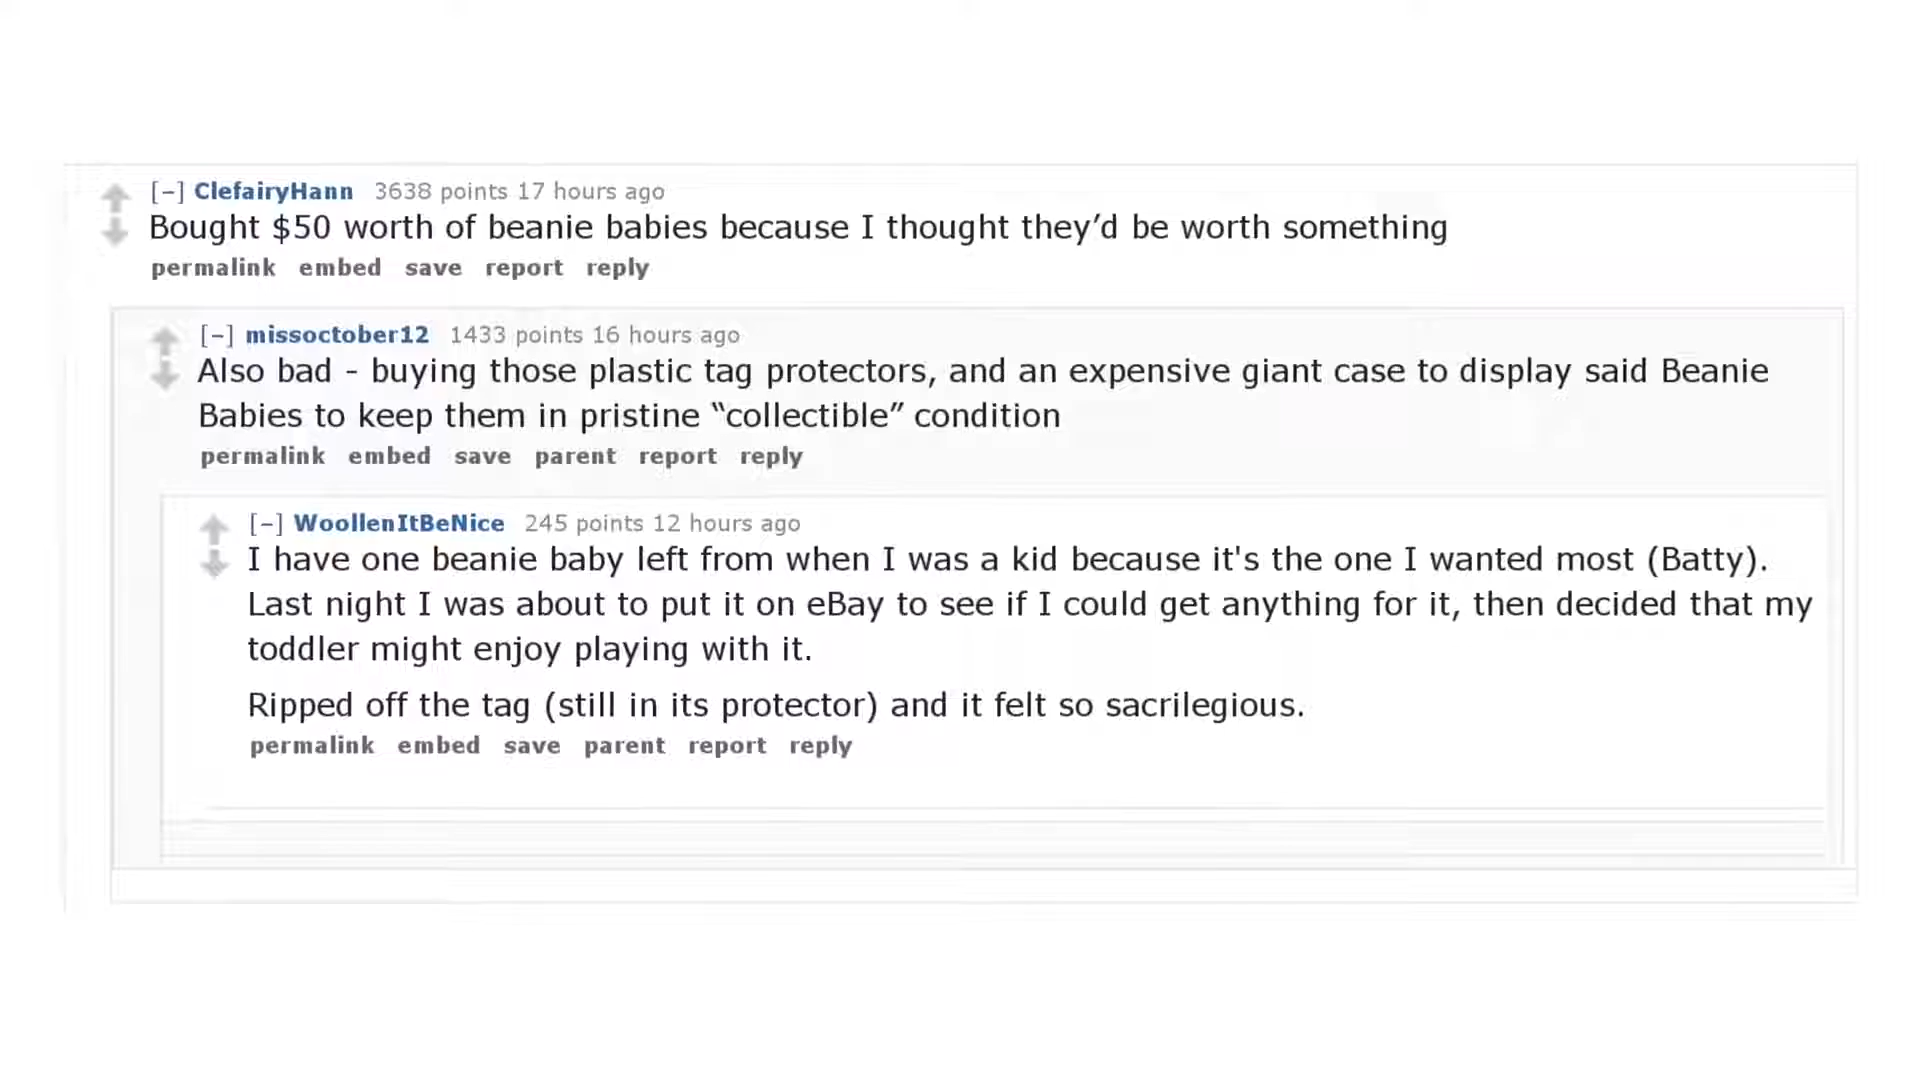 [–] ClefairyHann 3638 points 17 hours ago
Bought $50 worth of beanie babies because I thought they’d be worth something
permalink embed save report reply
[–] missoctober12 1433 points 16 hours ago
Also bad - buying those plastic tag protectors, and an expensive giant case to display said Beanie
Babies to keep them in pristine “collectible” condition
permalink embed save parent report reply
[–] WoollenItBeNice 245 points 12 hours ago
I have one beanie baby left from when I was a kid because it's the one I wanted most (Batty).
Last night I was about to put it on eBay to see if I could get anything for it, then decided that my
toddler might enjoy playing with it.
Ripped off the tag (still in its protector) and it felt so sacrilegious.
permalink embed save parent report reply